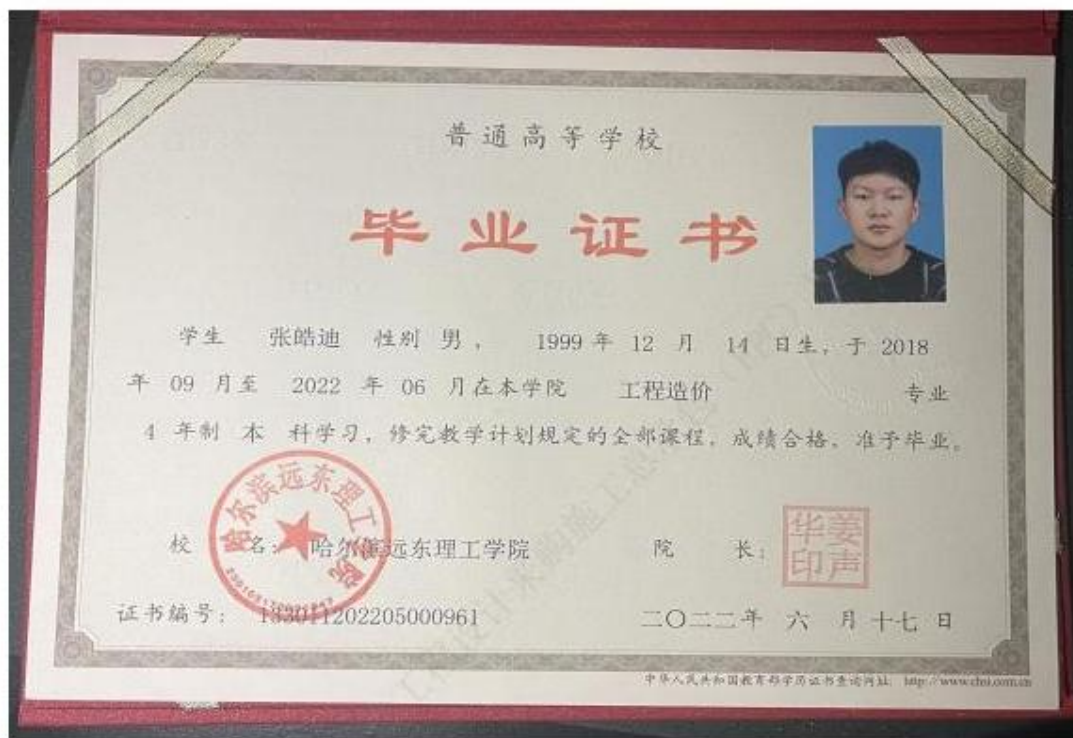 普通高等学校
毕业证书
学生 张皓迪 性别 男， 1999 年 12 月 14 日生，于 2018
年 09 月至 2022 年 06 月在本学院 工程造价 专业
4 年制 本 科学习，修完教学计划规定的全部课程，成绩合格，准予毕业。
哈尔滨远东理工学院
校 名： 哈尔滨远东理工学院 院 长：
姜声华印
证书编号： 133011202205000961 二〇二二年 六 月 十七 日
中华人民共和国教育部学历证书查询网址 http://www.chsi.com.cn